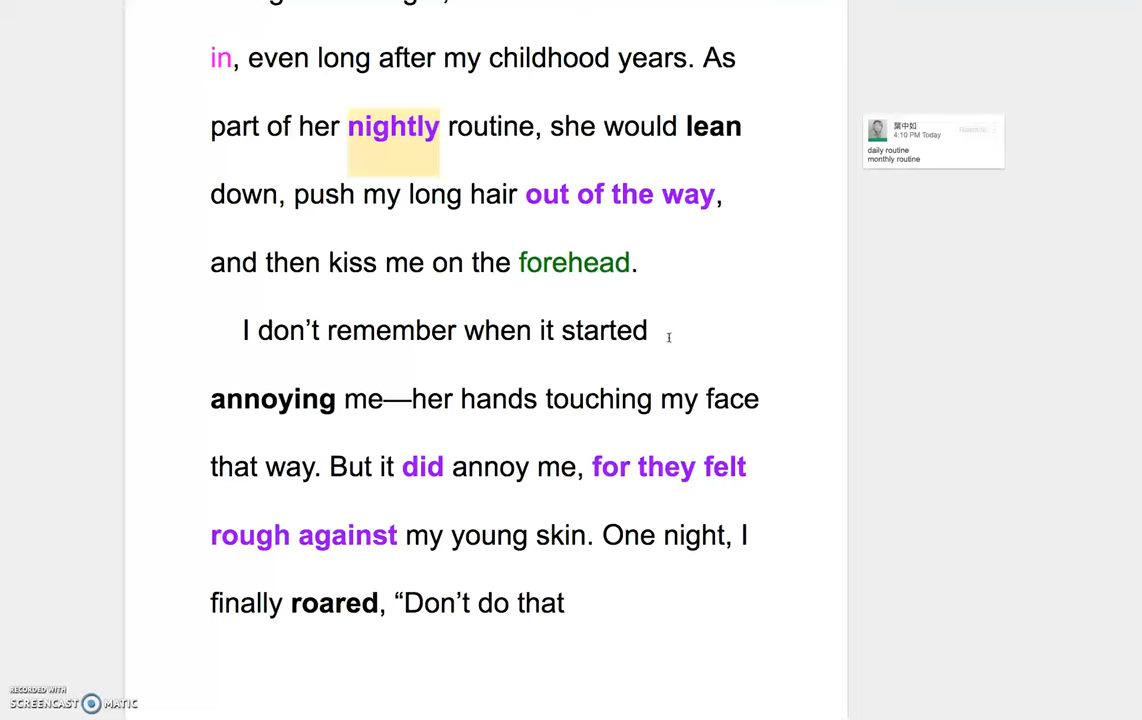 in, even long after my childhood years. As
part of her nightly routine, she would lean
down, push my long hair out of the way,
and then kiss me on the forehead.
I don’t remember when it started
annoying me—her hands touching my face
that way. But it did annoy me, for they felt
rough against my young skin. One night, I
finally roared, “Don’t do that
葉中如
4:10 PM Today
daily routine
monthly routine
RECORDED WITH
SCREENCAST MATIC